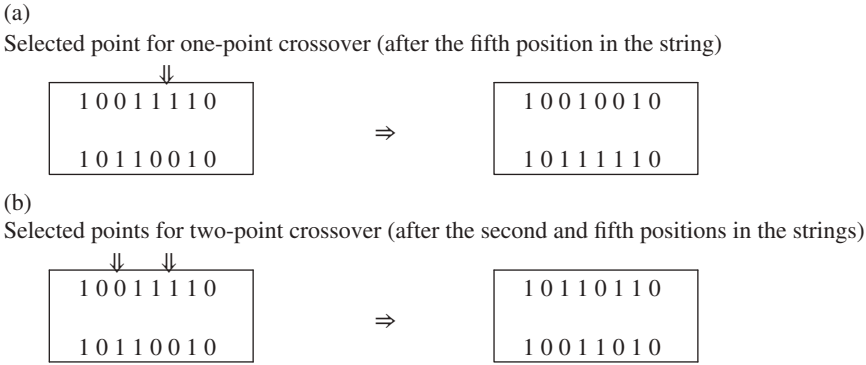 (a)
Selected point for one-point crossover (after the fifth position in the string)
⇓
1 0 0 1 1 1 1 0 1 0 0 1 0 0 1 0
⇒
1 0 1 1 0 0 1 0 1 0 1 1 1 1 1 0
(b)
Selected points for two-point crossover (after the second and fifth positions in the strings)
⇓ ⇓
1 0 0 1 1 1 1 0 1 0 1 1 0 1 1 0
⇒
1 0 1 1 0 0 1 0 1 0 0 1 1 0 1 0